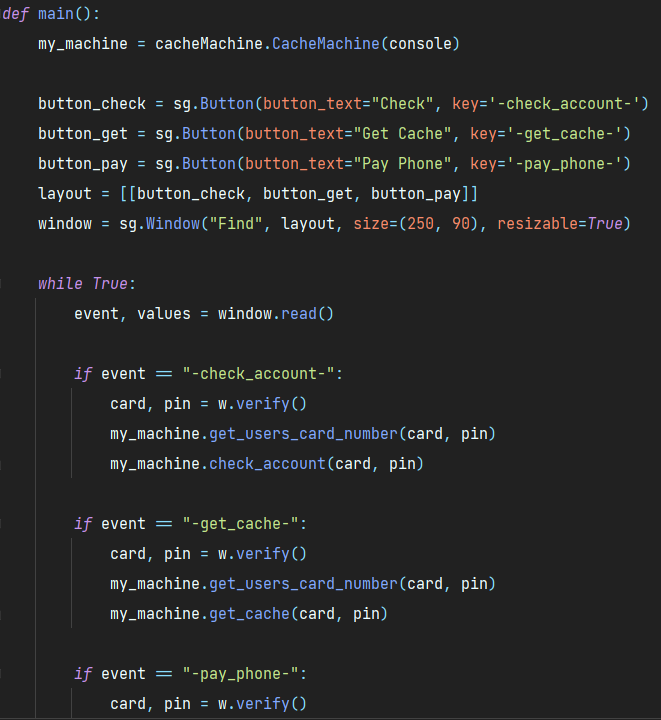 def main():
    my_machine = cacheMachine.CacheMachine(console)
    button_check = sg.Button(button_text="Check", key='-check_account-')
    button_get = sg.Button(button_text="Get Cache", key='-get_cache-')
    button_pay = sg.Button(button_text="Pay Phone", key='-pay_phone-')
    layout = [[button_check, button_get, button_pay]]
    window = sg.Window("Find", layout, size=(250, 90), resizable=True)
    while True:
        event, values = window.read()
        if event == "-check_account-":
            card, pin = w.verify()
            my_machine.get_users_card_number(card, pin)
            my_machine.check_account(card, pin)
        if event == "-get_cache-":
            card, pin = w.verify()
            my_machine.get_users_card_number(card, pin)
            my_machine.get_cache(card, pin)
        if event == "-pay_phone-":
            card, pin = w.verify()